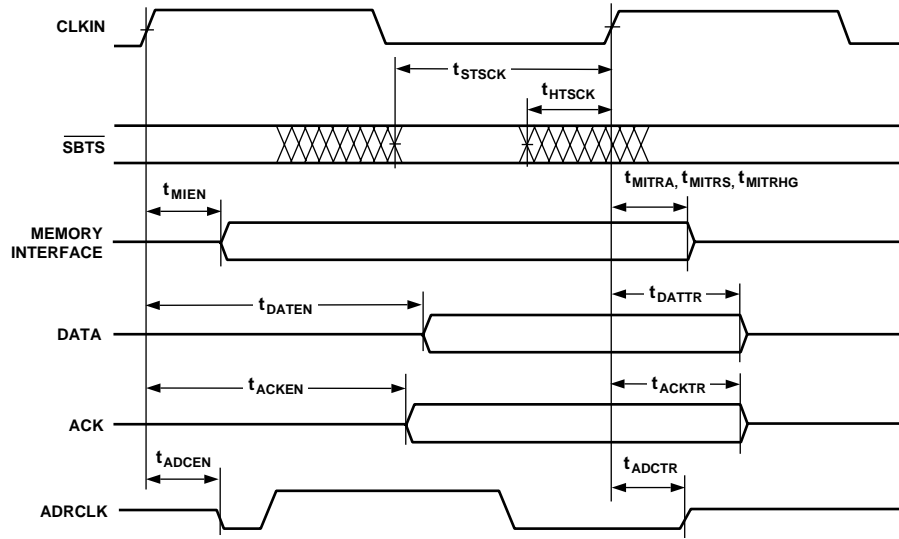 CLKIN
tSTSCK
tHTSCK
SBTS
tMITRA, tMITRS, tMITRHG
tMIEN
MEMORY
INTERFACE
tDATTR
tDATEN
DATA
tACKTR
tACKEN
ACK
tADCEN
tADCTR
ADRCLK